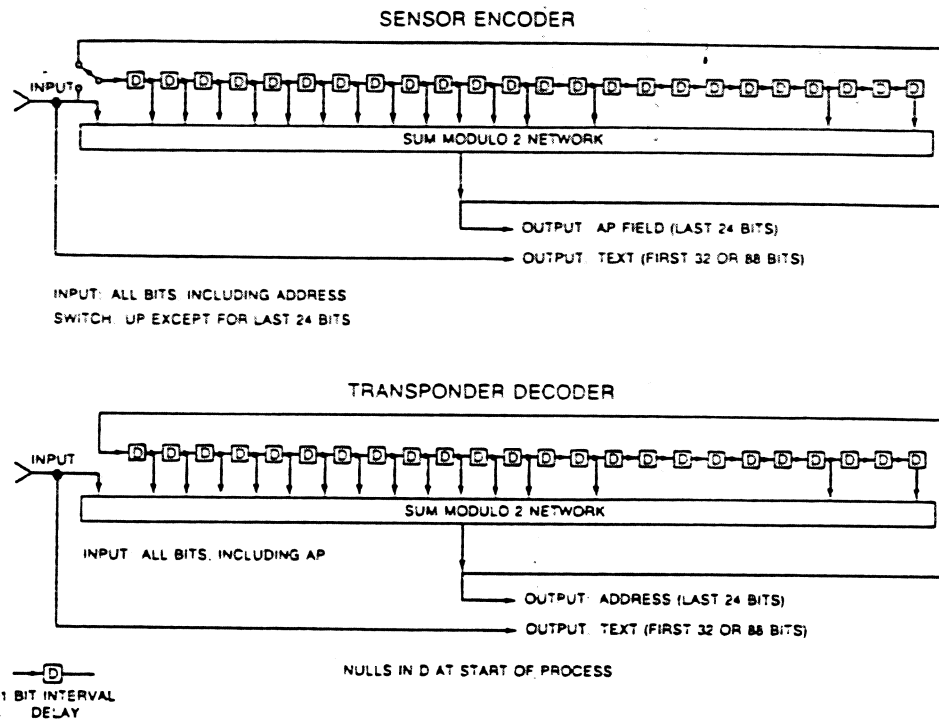 SENSOR ENCODER
INPUT
D D D D D D D D D D D D D D D D D D D D D D D D
SUM MODULO 2 NETWORK
OUTPUT: AP FIELD (LAST 24 BITS)
OUTPUT: TEXT (FIRST 32 OR 88 BITS)
INPUT: ALL BITS, INCLUDING ADDRESS
SWITCH: UP EXCEPT FOR LAST 24 BITS
TRANSPONDER DECODER
INPUT
D D D D D D D D D D D D D D D D D D D D D D D D
SUM MODULO 2 NETWORK
INPUT: ALL BITS, INCLUDING AP
OUTPUT: ADDRESS (LAST 24 BITS)
OUTPUT: TEXT (FIRST 32 OR 88 BITS)
D
NULLS IN D AT START OF PROCESS
1 BIT INTERVAL
DELAY